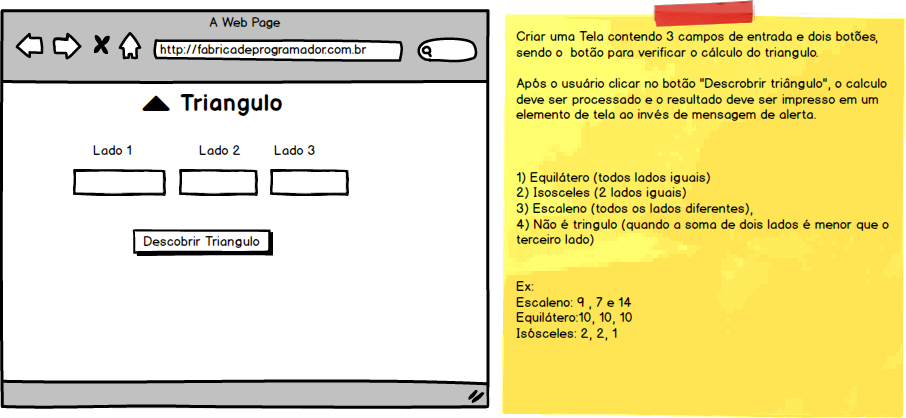 A Web Page
http://fabricadeprogramador.com.br
Triangulo
Lado 1 Lado 2 Lado 3
Descobrir Triangulo
Criar uma Tela contendo 3 campos de entrada e dois botões,
sendo o botão para verificar o cálculo do triangulo.
Após o usuário clicar no botão "Descrobrir triângulo", o calculo
deve ser processado e o resultado deve ser impresso em um
elemento de tela ao invés de mensagem de alerta.
1) Equilátero (todos lados iguais)
2) Isosceles (2 lados iguais)
3) Escaleno (todos os lados diferentes),
4) Não é tringulo (quando a soma de dois lados é menor que o
terceiro lado)
Ex:
Escaleno: 9 , 7 e 14
Equilátero:10, 10, 10
Isósceles: 2, 2, 1